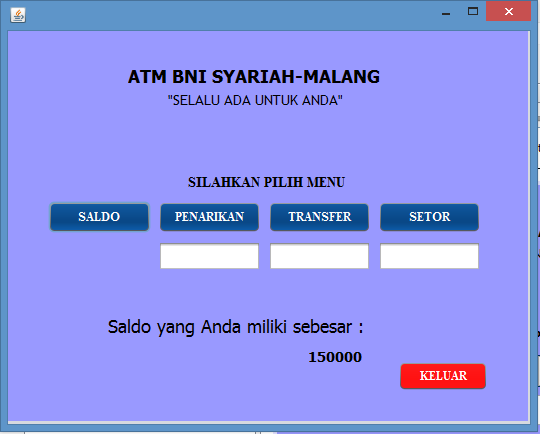 ATM BNI SYARIAH-MALANG
"SELALU ADA UNTUK ANDA"
SILAHKAN PILIH MENU
SALDO PENARIKAN TRANSFER SETOR
Saldo yang Anda miliki sebesar :
150000
KELUAR